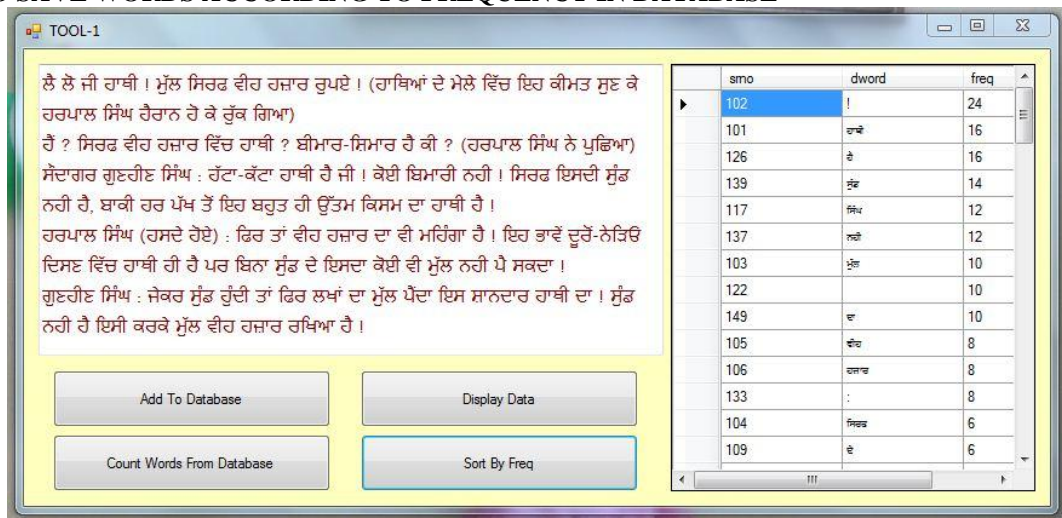 TO SAVE WORDS ACCORDING TO FREQUENCY IN DATABASE
TOOL-1
ਲੈ ਲੋ ਜੀ ਹਾਥੀ ! ਮੁੱਲ ਸਿਰਫ ਵੀਹ ਹਜ਼ਾਰ ਰੁਪਏ ! (ਹਾਥਿਆਂ ਦੇ ਮੇਲੇ ਵਿੱਚ ਇਹ ਕੀਮਤ ਸੁਣ ਕੇ
ਹਰਪਾਲ ਸਿੰਘ ਹੈਰਾਨ ਹੋ ਕੇ ਰੁੱਕ ਗਿਆ)
ਹੈਂ ? ਸਿਰਫ ਵੀਹ ਹਜ਼ਾਰ ਵਿੱਚ ਹਾਥੀ ? ਬੀਮਾਰ-ਸ਼ਿਮਾਰ ਹੈ ਕੀ ? (ਹਰਪਾਲ ਸਿੰਘ ਨੇ ਪੁਛਿਆ)
ਸੌਦਾਗਰ ਗੁਣਹੀਣ ਸਿੰਘ : ਹੱਟਾ-ਕੱਟਾ ਹਾਥੀ ਹੈ ਜੀ ! ਕੋਈ ਬਿਮਾਰੀ ਨਹੀ ! ਸਿਰਫ ਇਸਦੀ ਸੁੰਡ
ਨਹੀ ਹੈ, ਬਾਕੀ ਹਰ ਪੱਖ ਤੋਂ ਇਹ ਬਹੁਤ ਹੀ ਉੱਤਮ ਕਿਸਮ ਦਾ ਹਾਥੀ ਹੈ !
ਹਰਪਾਲ ਸਿੰਘ (ਹਸਦੇ ਹੋਏ) : ਫਿਰ ਤਾਂ ਵੀਹ ਹਜ਼ਾਰ ਦਾ ਵੀ ਮਹਿੰਗਾ ਹੈ ! ਇਹ ਭਾਵੇਂ ਦੂਰੋਂ-ਨੇੜਿਓ
ਦਿਸਣ ਵਿੱਚ ਹਾਥੀ ਹੀ ਹੈ ਪਰ ਬਿਨਾ ਸੁੰਡ ਦੇ ਇਸਦਾ ਕੋਈ ਵੀ ਮੁੱਲ ਨਹੀ ਪੈ ਸਕਦਾ !
ਗੁਣਹੀਣ ਸਿੰਘ : ਜੇਕਰ ਸੁੰਡ ਹੁੰਦੀ ਤਾਂ ਫਿਰ ਲਖਾਂ ਦਾ ਮੁੱਲ ਪੈਂਦਾ ਇਸ ਸ਼ਾਨਦਾਰ ਹਾਥੀ ਦਾ ! ਸੁੰਡ
ਨਹੀ ਹੈ ਇਸੀ ਕਰਕੇ ਮੁੱਲ ਵੀਹ ਹਜ਼ਾਰ ਰਖਿਆ ਹੈ !
Add To Database
Display Data
Count Words From Database
Sort By Freq
srno dword freq
102 ! 24
101 ਹਾਥੀ 16
126 ਹੈ 16
139 ਸੁੰਡ 14
117 ਸਿੰਘ 12
137 ਨਹੀ 12
103 ਮੁੱਲ 10
122 10
149 ਦਾ 10
105 ਵੀਹ 8
106 ਹਜ਼ਾਰ 8
133 : 8
104 ਸਿਰਫ 6
109 ਦੇ 6